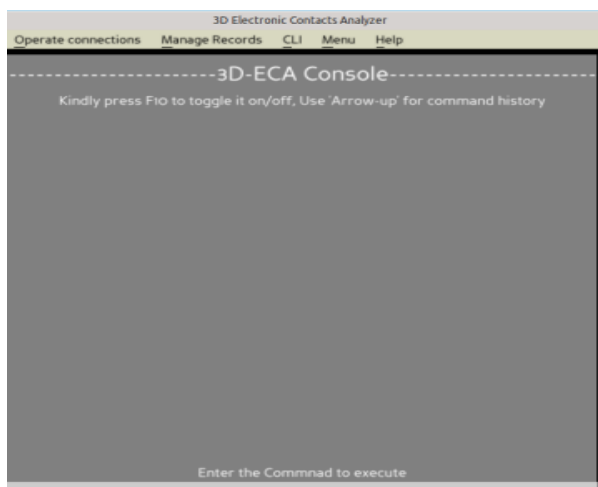 3D Electronic Contacts Analyzer
Operate connections Manage Records CLI Menu Help
-----------------------3D-ECA Console-----------------------
Kindly press F10 to toggle it on/off, Use 'Arrow-up' for command history
Enter the Commnad to execute